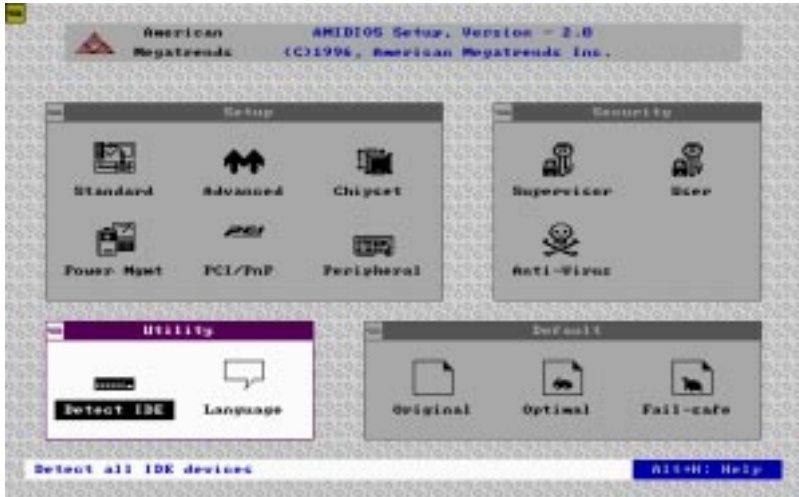 American
Megatrends
AMIBIOS Setup, Version - 2.0
(C)1996, American Megatrends Inc.
Setup
Standard
Advanced
Chipset
Power Mgmt
PCI
PCI/PnP
Peripheral
Security
Supervisor
User
Anti-Virus
Utility
Detect IDE
Language
Default
Original
Optimal
Fail-safe
Detect all IDE devices
Alt+H: Help